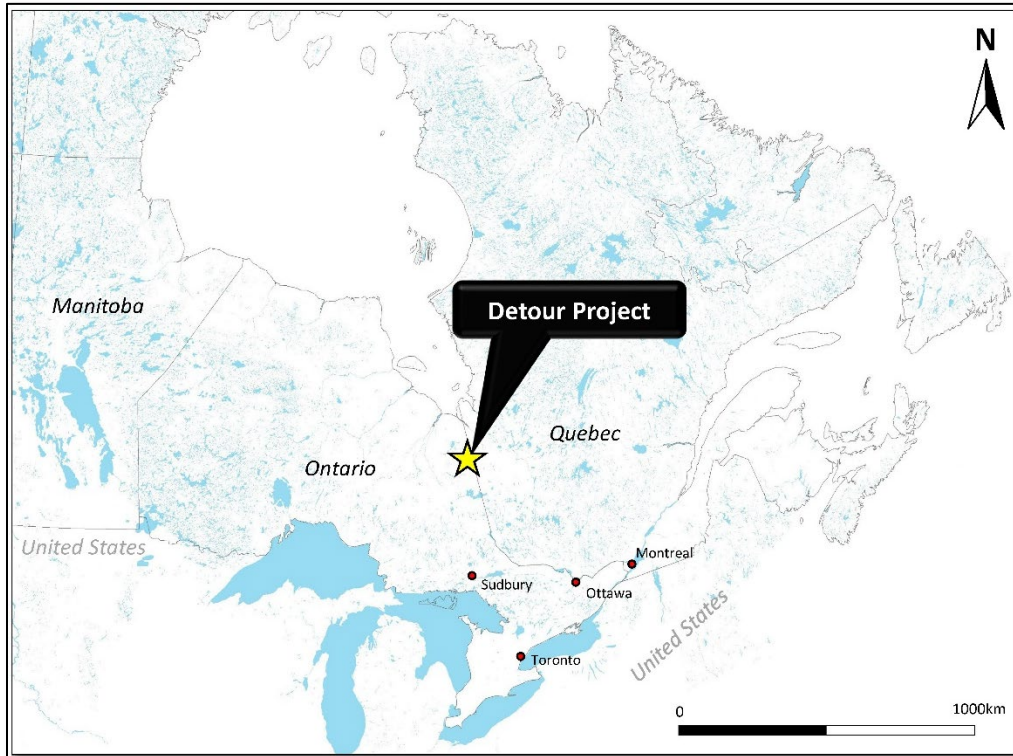 N
Detour Project
Manitoba
Quebec
Ontario
United States
Montreal
Sudbury
Ottawa
United States
Toronto
0 1000km